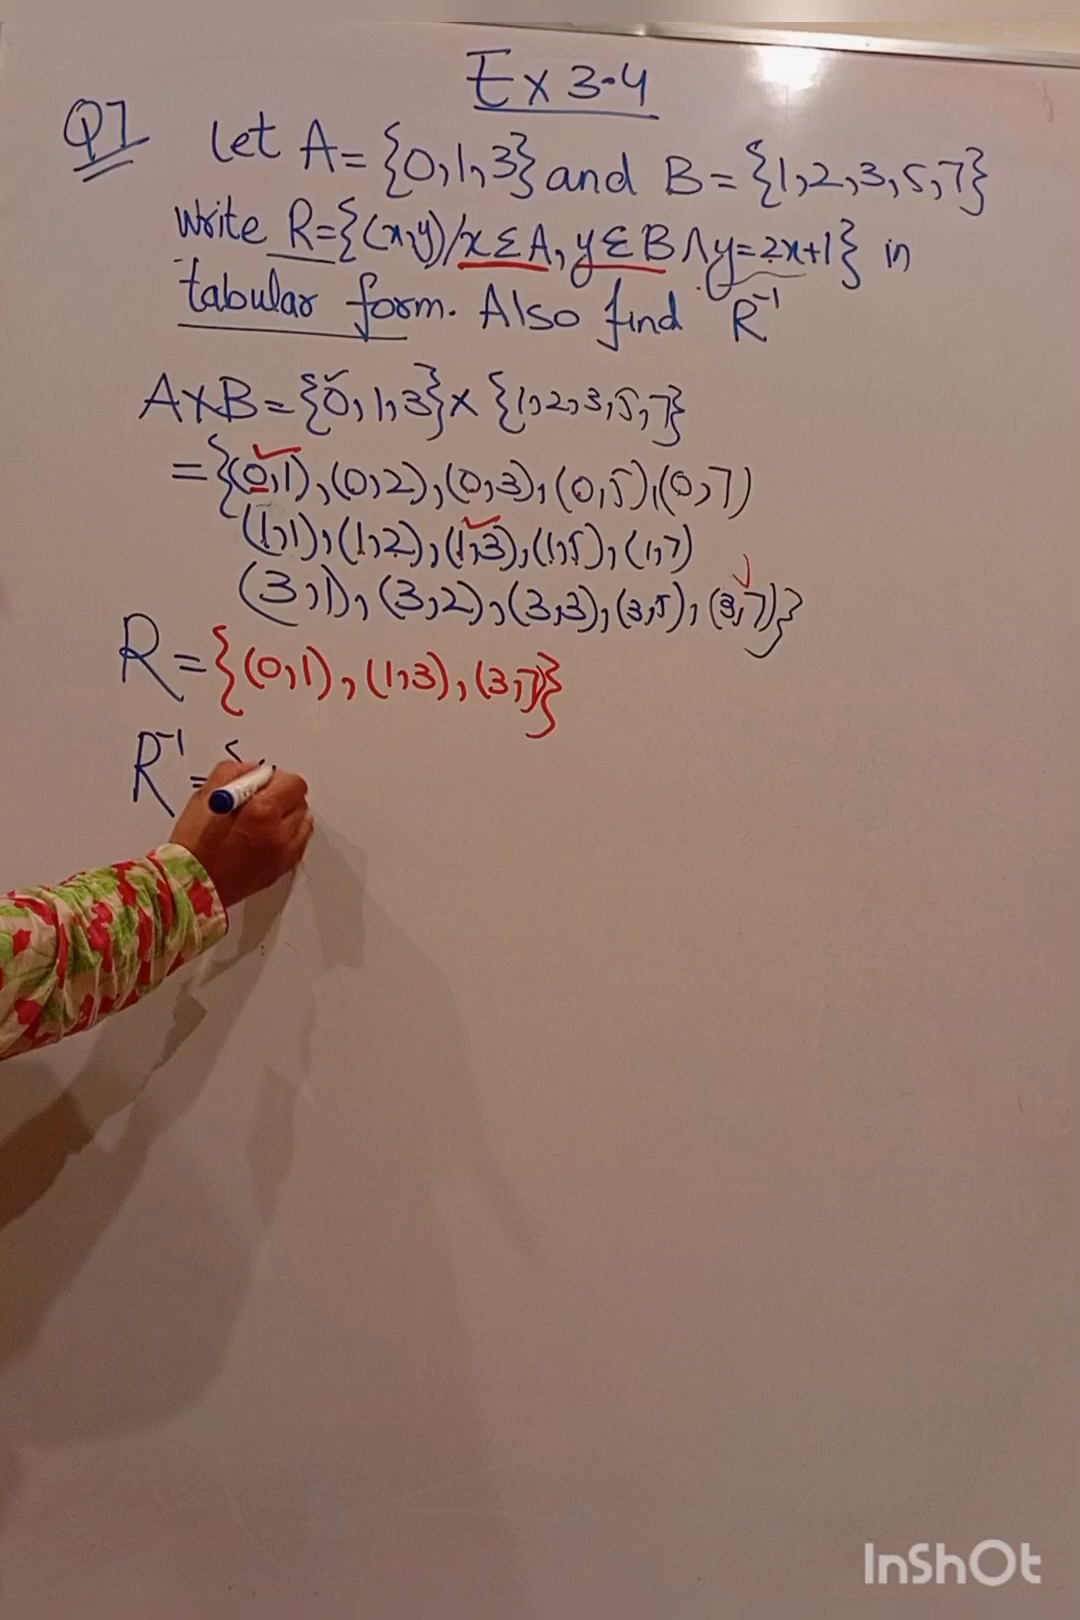 Ex 3.4
Q1 Let A={0,1,3} and B={1,2,3,5,7}
write R={(x,y)/x∈A, y∈B ∧ y=2x+1} in
tabular form. Also find R⁻¹
A×B={0,1,3}×{1,2,3,5,7}
={(0,1),(0,2),(0,3),(0,5),(0,7)
(1,1),(1,2),(1,3),(1,5),(1,7)
(3,1),(3,2),(3,3),(3,5),(3,7)}
R={(0,1),(1,3),(3,7)}
R⁻¹={
InShOt